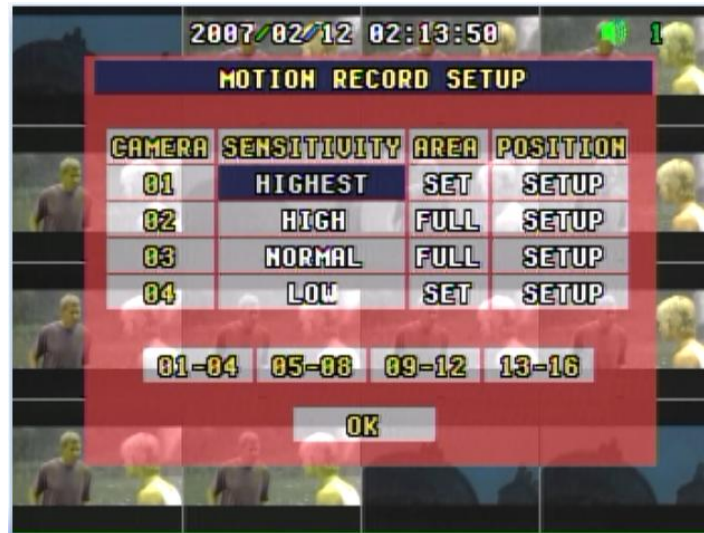 2007/02/12 02:13:50 1
MOTION RECORD SETUP
CAMERA SENSITIVITY AREA POSITION
01 HIGHEST SET SETUP
02 HIGH FULL SETUP
03 NORMAL FULL SETUP
04 LOW SET SETUP
01-04 05-08 09-12 13-16
OK